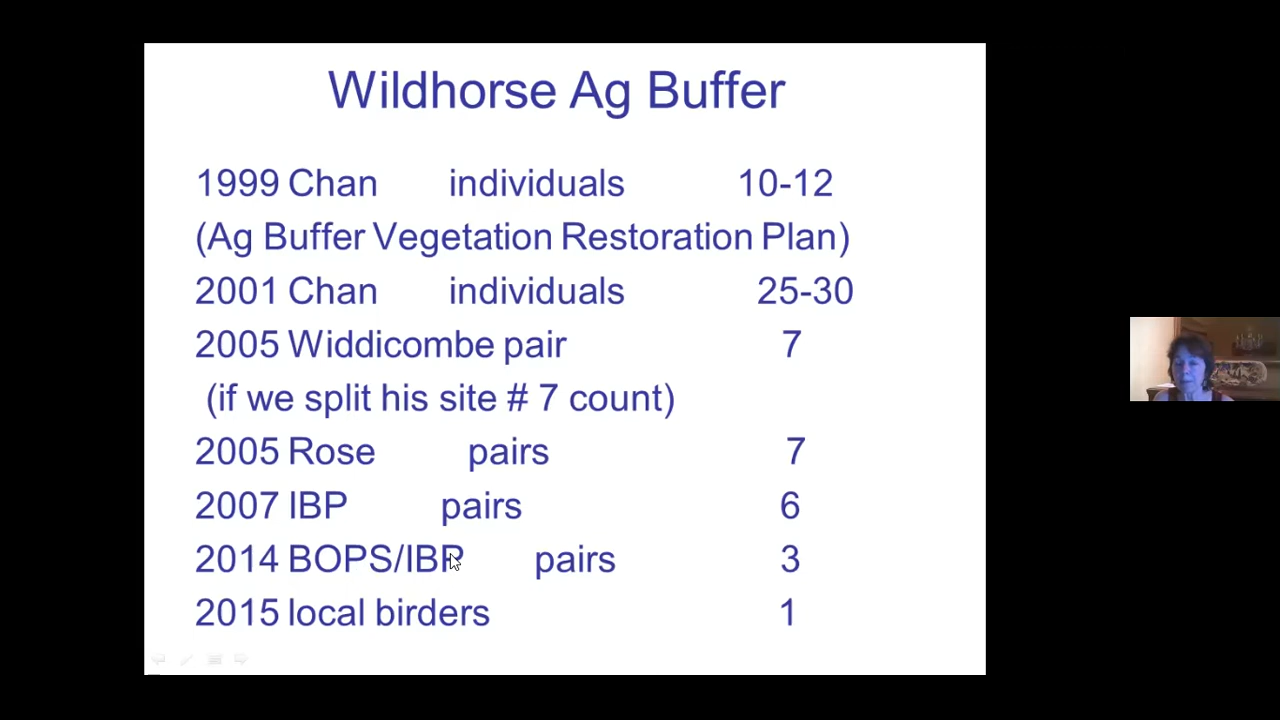 Wildhorse Ag Buffer
1999 Chan individuals 10-12
(Ag Buffer Vegetation Restoration Plan)
2001 Chan individuals 25-30
2005 Widdicombe pair 7
(if we split his site # 7 count)
2005 Rose pairs 7
2007 IBP pairs 6
2014 BOPS/IBP pairs 3
2015 local birders 1